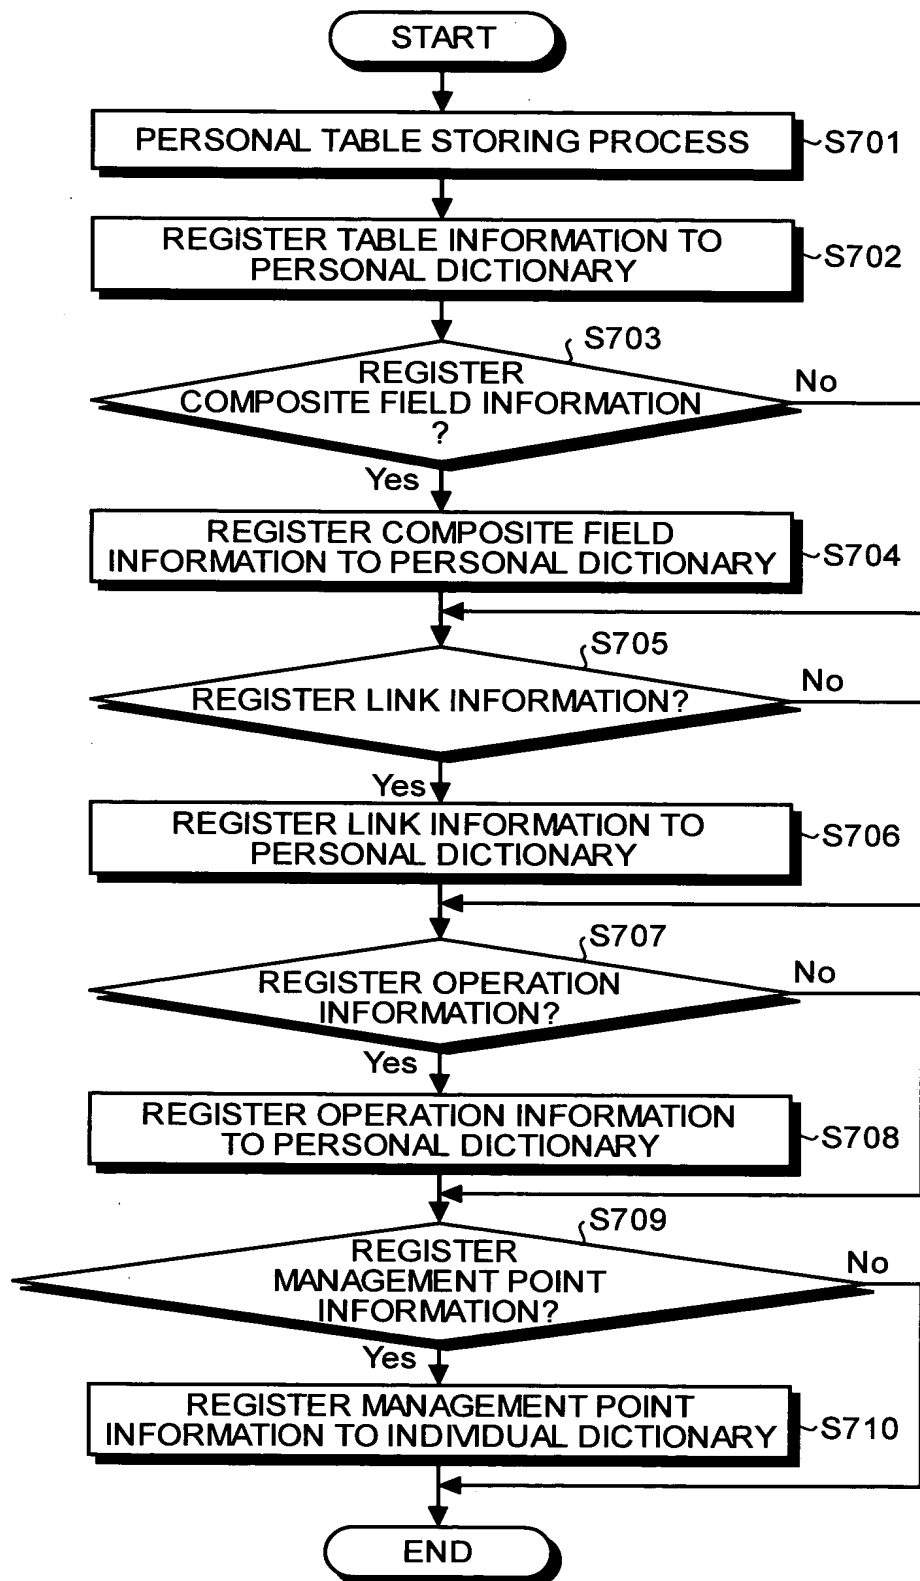 START
PERSONAL TABLE STORING PROCESS
S701
REGISTER TABLE INFORMATION TO
PERSONAL DICTIONARY
S702
S703
REGISTER
COMPOSITE FIELD INFORMATION
?
No
Yes
REGISTER COMPOSITE FIELD
INFORMATION TO PERSONAL DICTIONARY
S704
S705
REGISTER LINK INFORMATION?
No
Yes
REGISTER LINK INFORMATION TO
PERSONAL DICTIONARY
S706
S707
REGISTER OPERATION
INFORMATION?
No
Yes
REGISTER OPERATION INFORMATION
TO PERSONAL DICTIONARY
S708
S709
REGISTER
MANAGEMENT POINT
INFORMATION?
No
Yes
REGISTER MANAGEMENT POINT
INFORMATION TO INDIVIDUAL DICTIONARY
S710
END